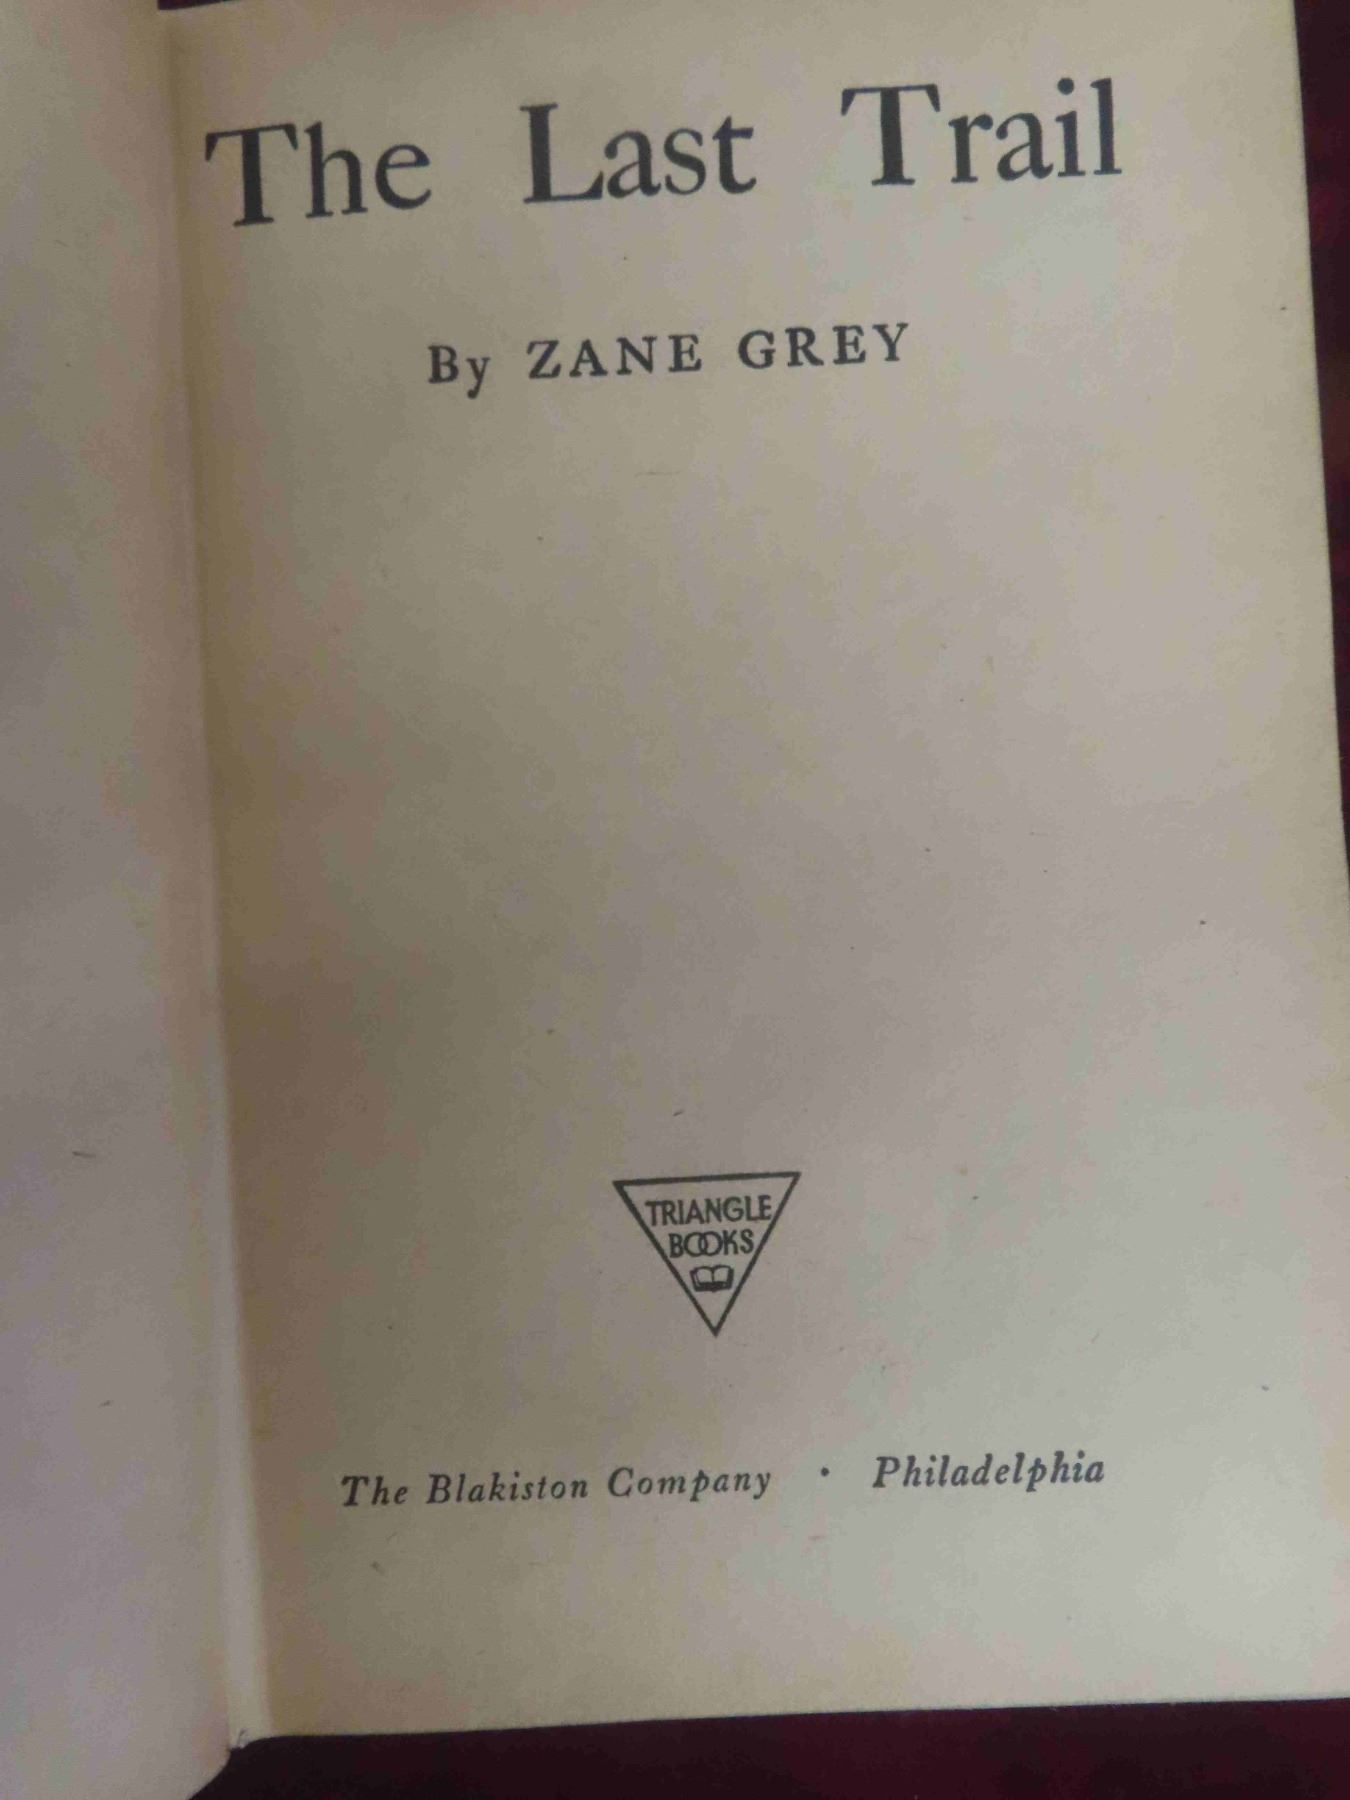 The Last Trail
By ZANE GREY
TRIANGLE
BOOKS
The Blakiston Company · Philadelphia